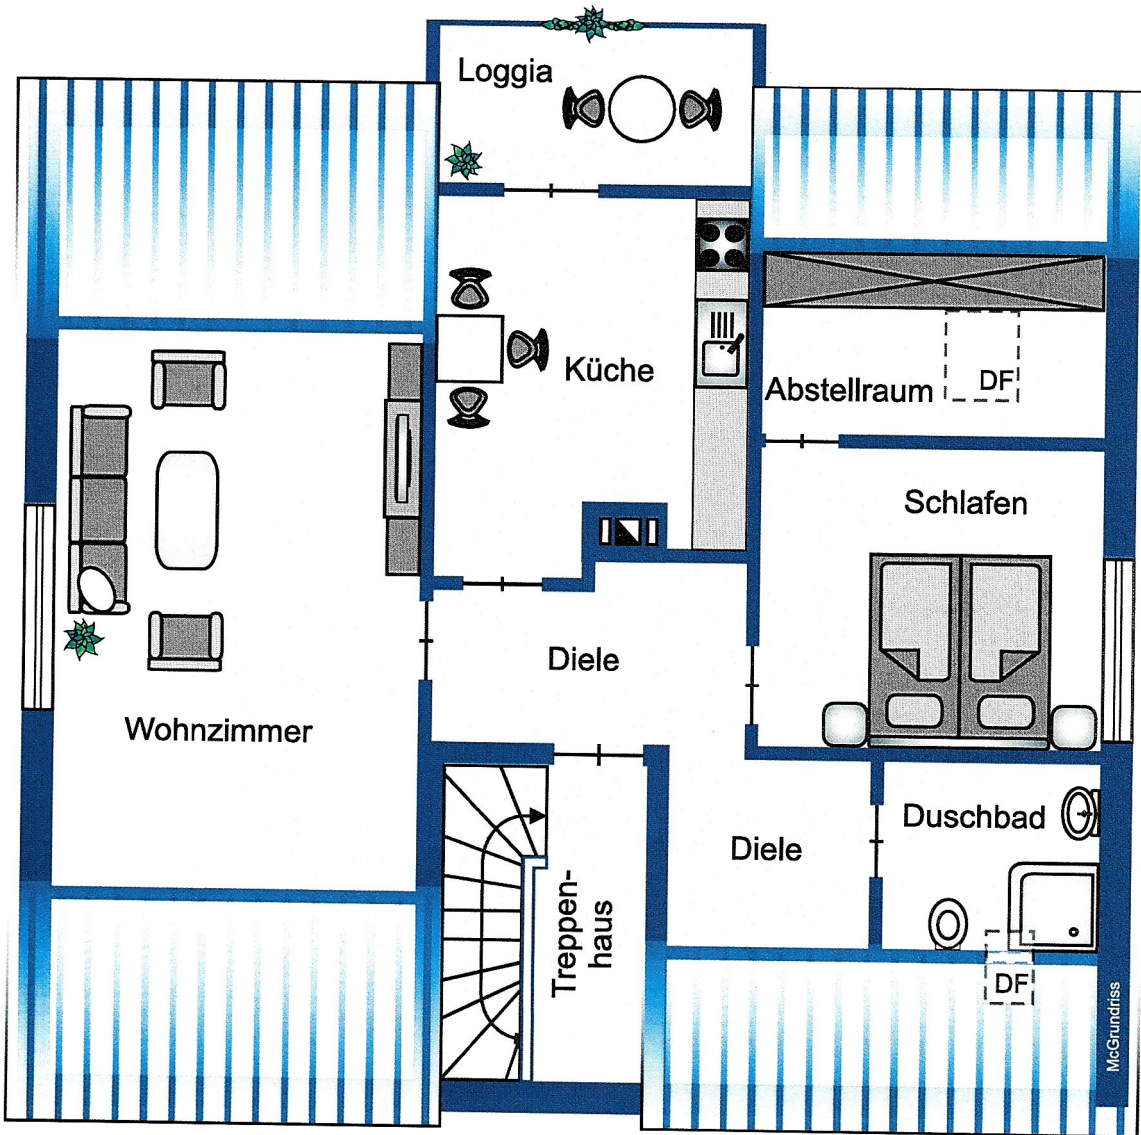 Loggia
Küche
Abstellraum
DF
Schlafen
Diele
Wohnzimmer
Duschbad
Diele
Treppen-
haus
DF
McGrundriss